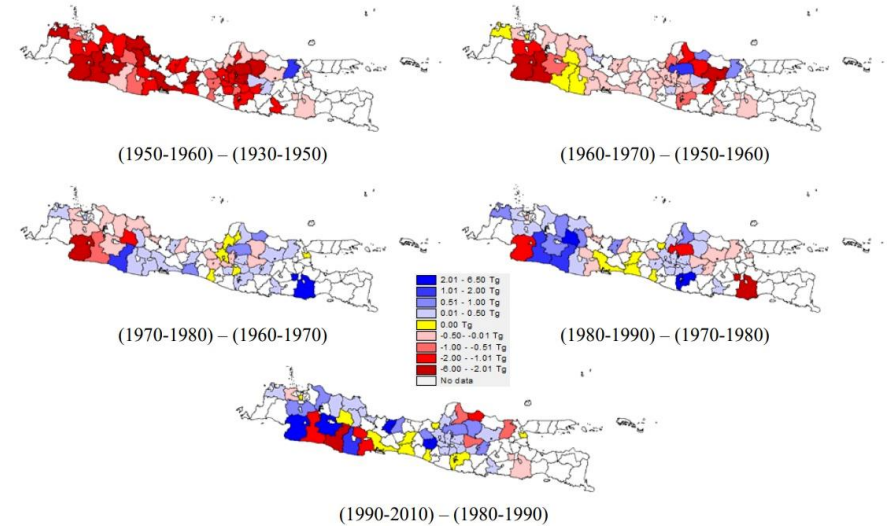 (1950-1960) – (1930-1950)
(1960-1970) – (1950-1960)
2.01 - 6.50 Tg
1.01 - 2.00 Tg
0.51 - 1.00 Tg
0.01 - 0.50 Tg
0.00 Tg
-0.50- -0.01 Tg
-1.00 - -0.51 Tg
-2.00 - -1.01 Tg
-6.00 - -2.01 Tg
No data
(1970-1980) – (1960-1970)
(1980-1990) – (1970-1980)
(1990-2010) – (1980-1990)